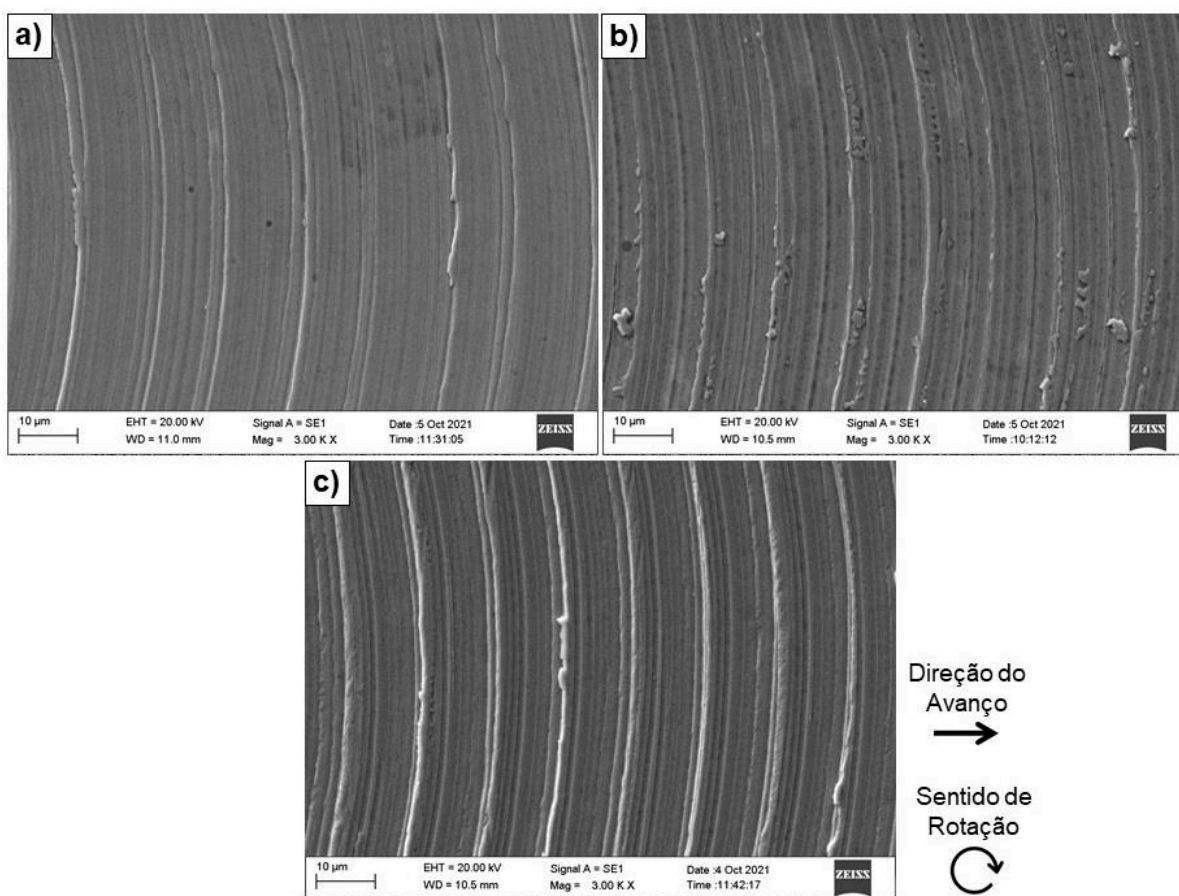 a)
10 µm
EHT = 20.00 kV
Signal A = SE1
Date :5 Oct 2021
WD = 11.0 mm
Mag = 3.00 K X
Time :11:31:05
ZEISS
b)
10 µm
EHT = 20.00 kV
Signal A = SE1
Date :5 Oct 2021
WD = 10.5 mm
Mag = 3.00 K X
Time :10:12:12
ZEISS
c)
10 µm
EHT = 20.00 kV
Signal A = SE1
Date :4 Oct 2021
WD = 10.5 mm
Mag = 3.00 K X
Time :11:42:17
ZEISS
Direção do
Avanço
Sentido de
Rotação